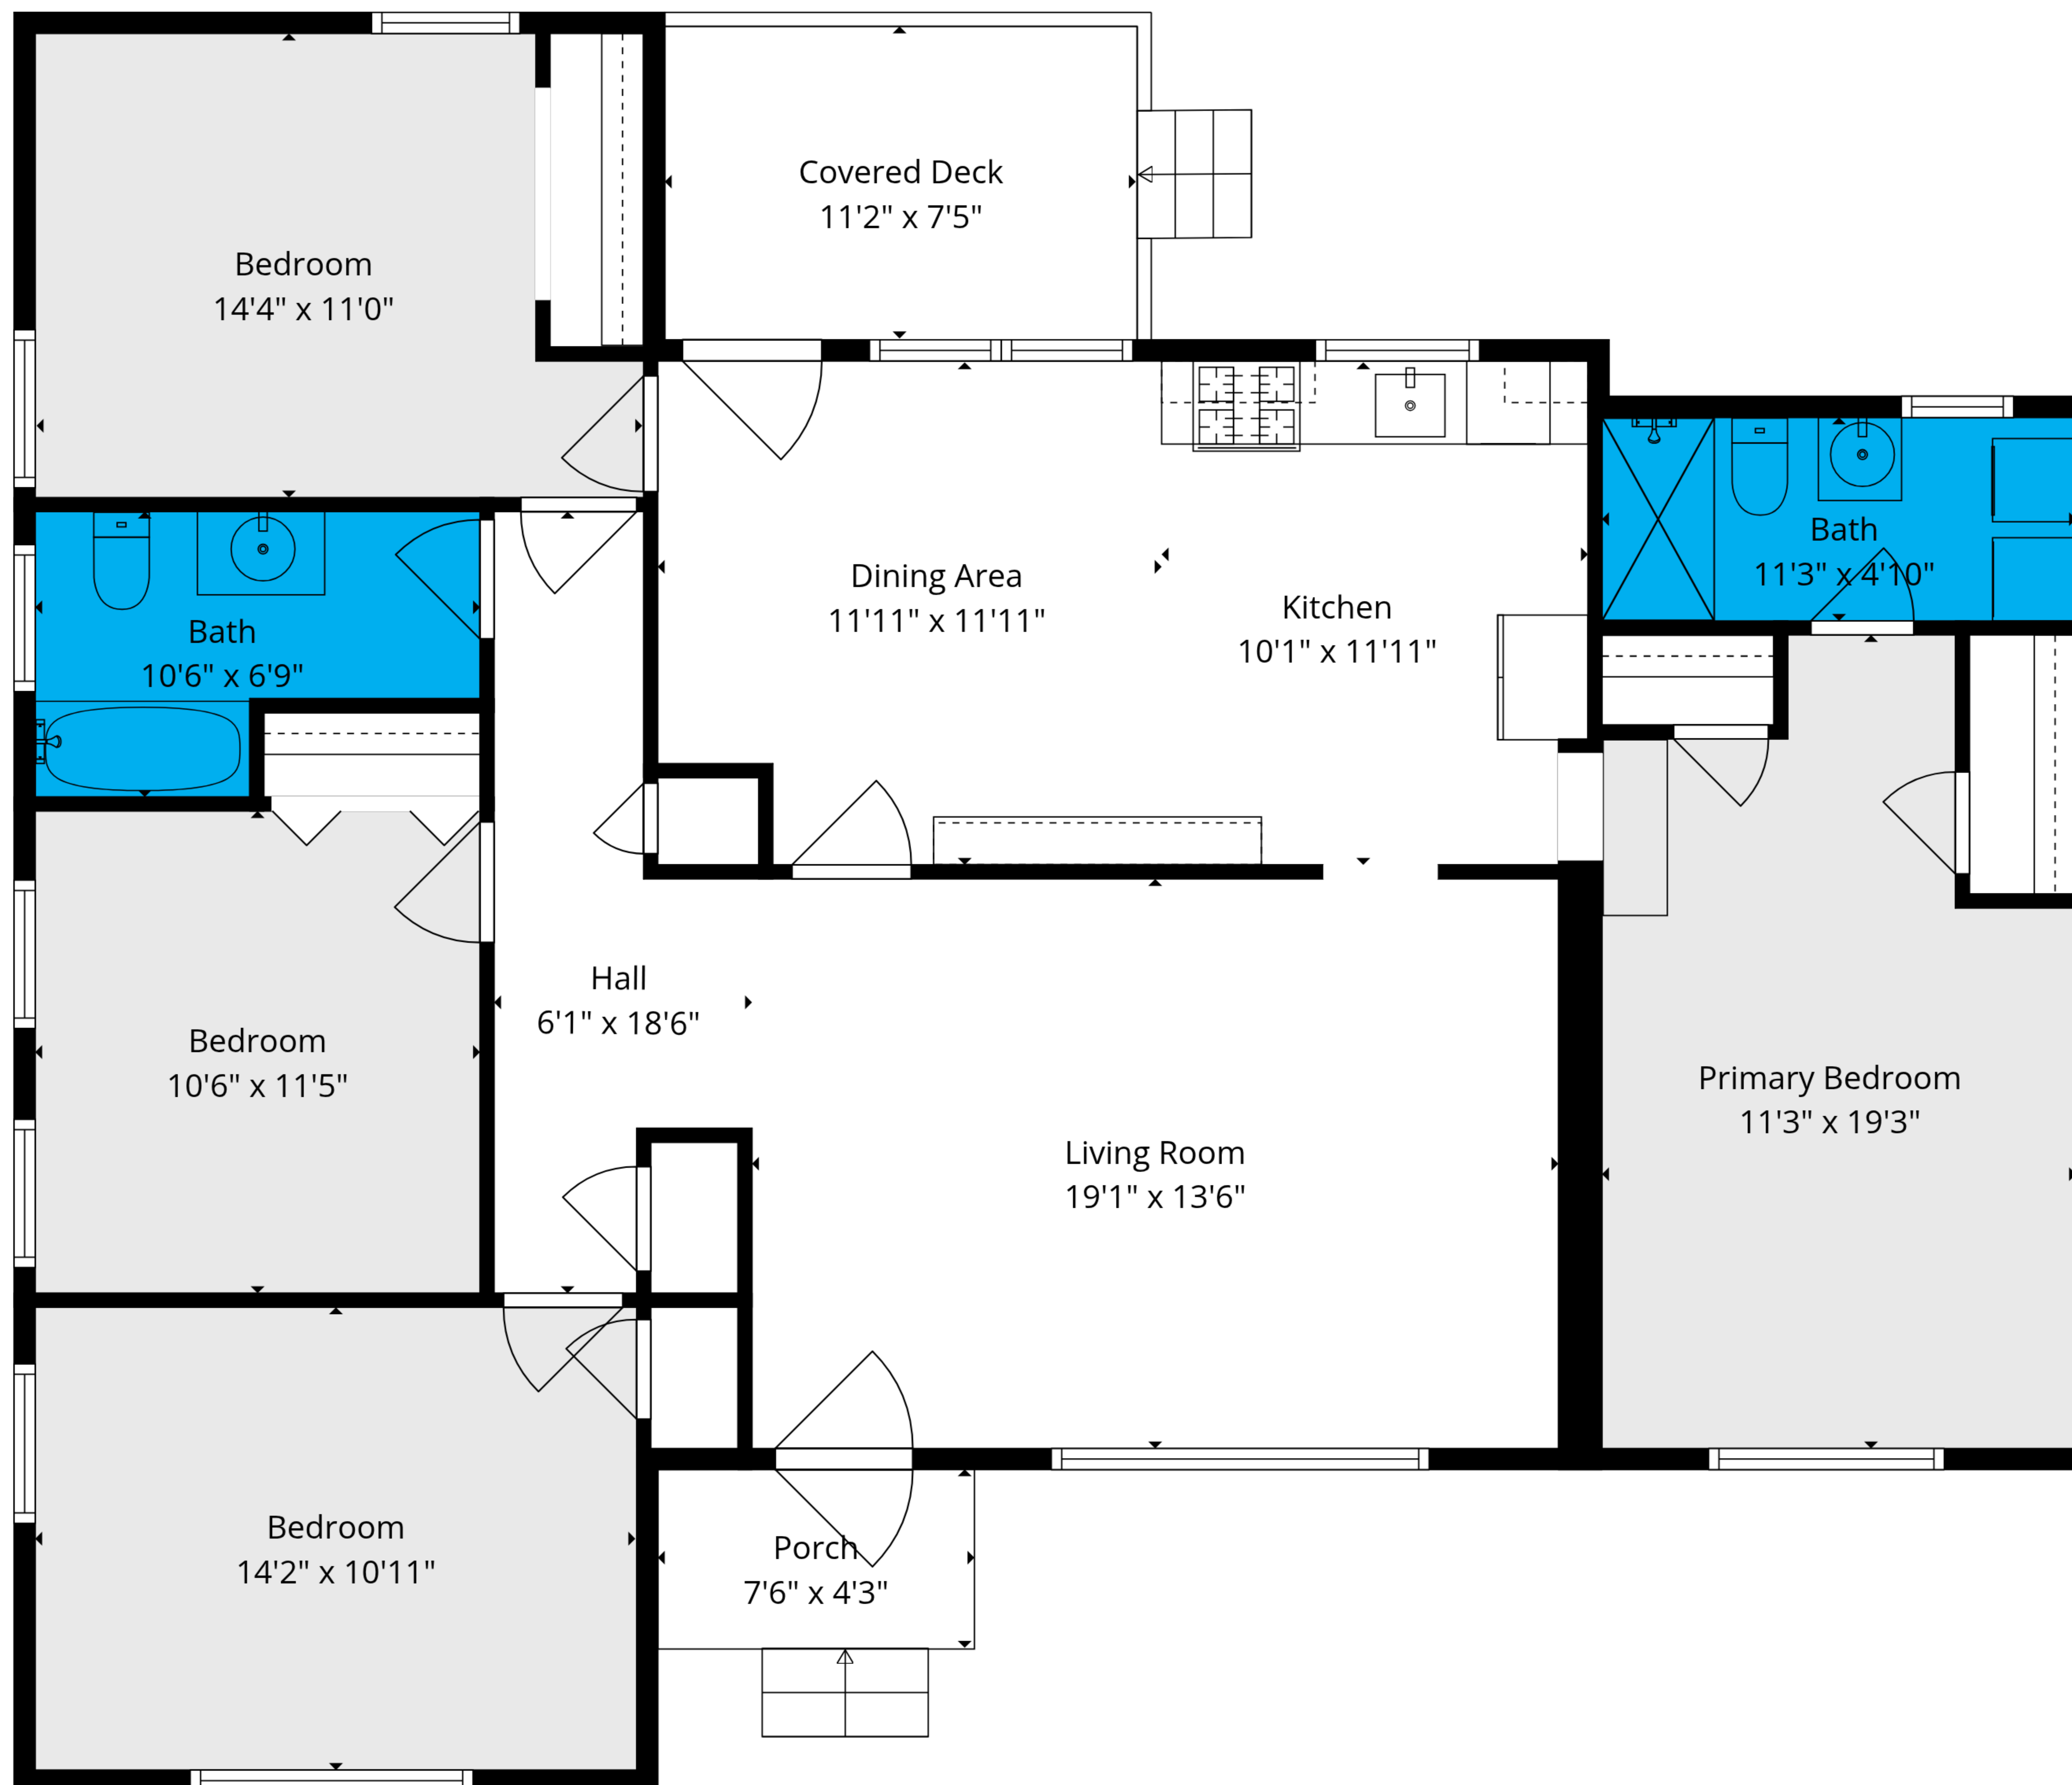 Covered Deck
11'2" x 7'5"
Bedroom
14'4" x 11'0"
Bath
11'3" x 4'10"
Dining Area
11'11" x 11'11"
Kitchen
10'1" x 11'11"
Bath
10'6" x 6'9"
Hall
6'1" x 18'6"
Bedroom
10'6" x 11'5"
Primary Bedroom
11'3" x 19'3"
Living Room
19'1" x 13'6"
Bedroom
14'2" x 10'11"
Porch
7'6" x 4'3"